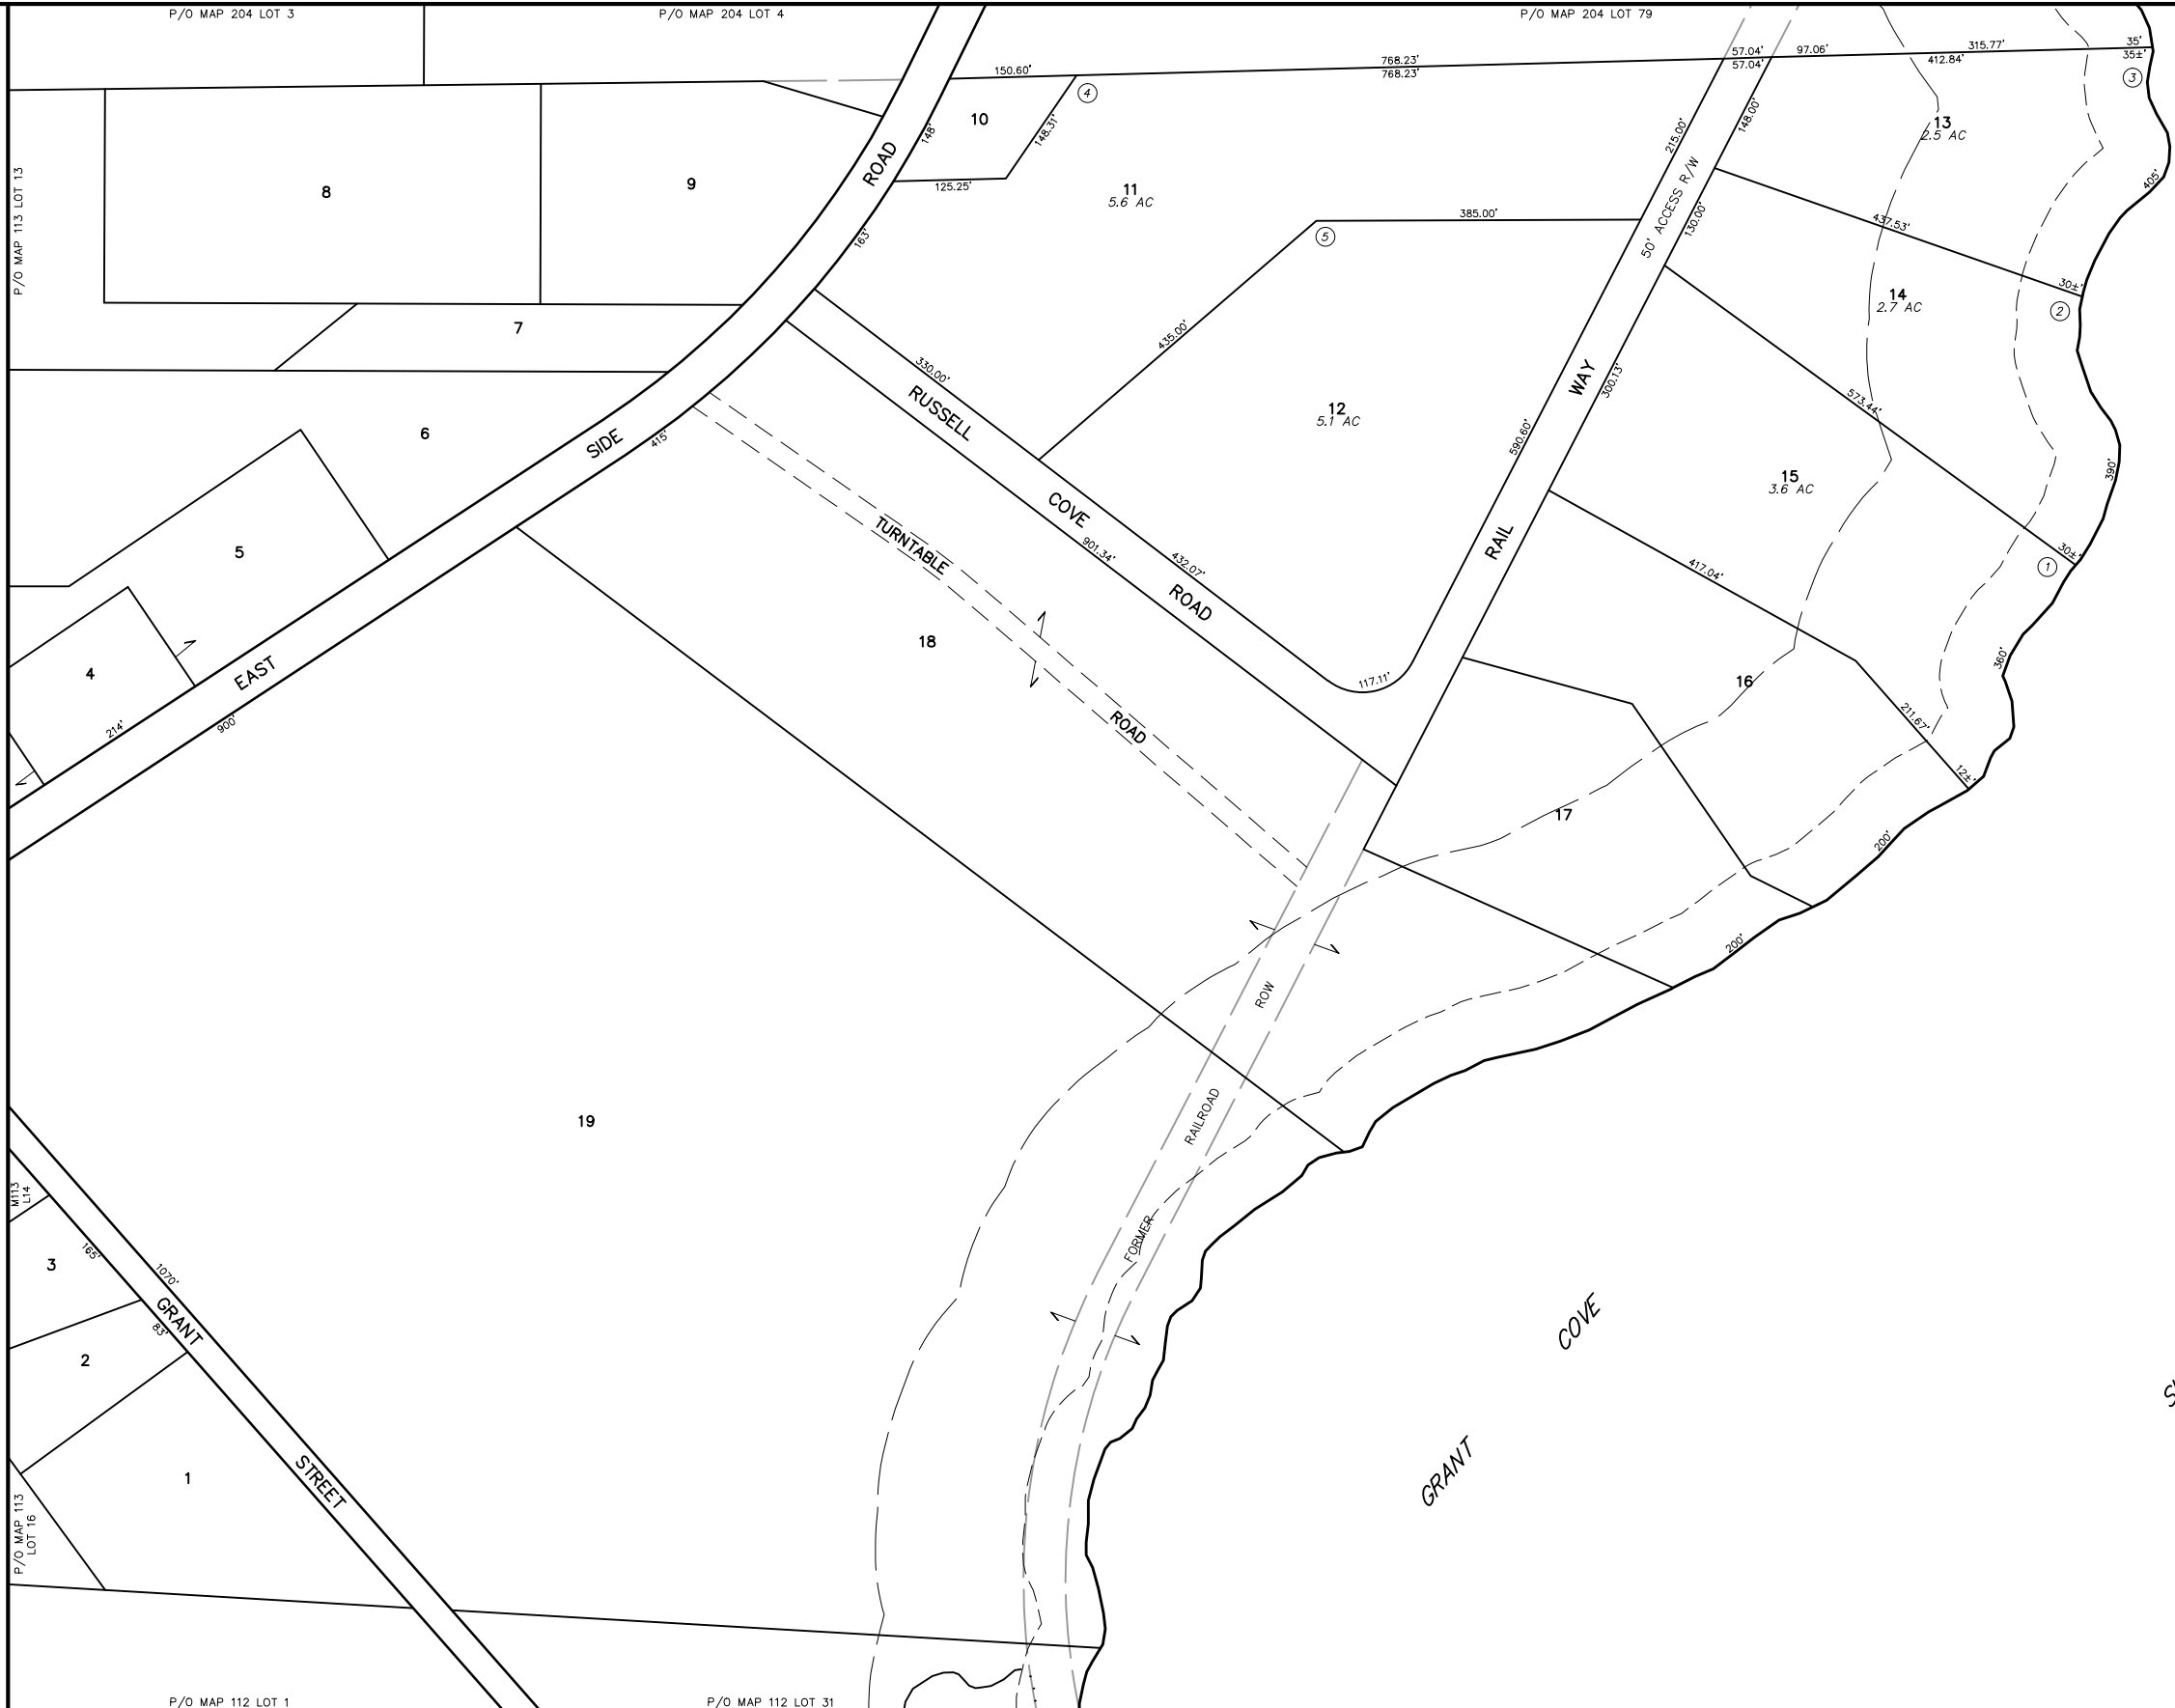 P/O MAP 204 LOT 3
P/O MAP 204 LOT 4
P/O MAP 204 LOT 79
150.60'
768.23'
768.23'
57.04'
57.04'
97.06'
315.77'
412.84'
35'
35±'
3
4
10
148'
148.31'
125.25'
ROAD
163'
8
9
P/O MAP 113 LOT 13
11
5.6 AC
385.00'
5
215.00'
50' ACCESS R/W
148.00'
130.00'
13
2.5 AC
405'
437.53'
30±'
2
14
2.7 AC
7
6
330.00'
RUSSELL
435.00'
12
5.1 AC
WAY
300.13'
590.60'
573.44'
390'
SIDE
415'
15
3.6 AC
5
TURNTABLE
COVE
901.34'
432.07'
ROAD
RAIL
417.04'
30±'
1
18
4
EAST
214'
900'
117.11'
16
360'
211.67'
12±'
ROAD
17
200'
200'
ROW
RAILROAD
FORMER
19
M113
L14
3
165'
1070'
GRANT
83'
2
1
STREET
P/O MAP 113
LOT 16
COVE
GRANT
P/O MAP 112 LOT 1
P/O MAP 112 LOT 31